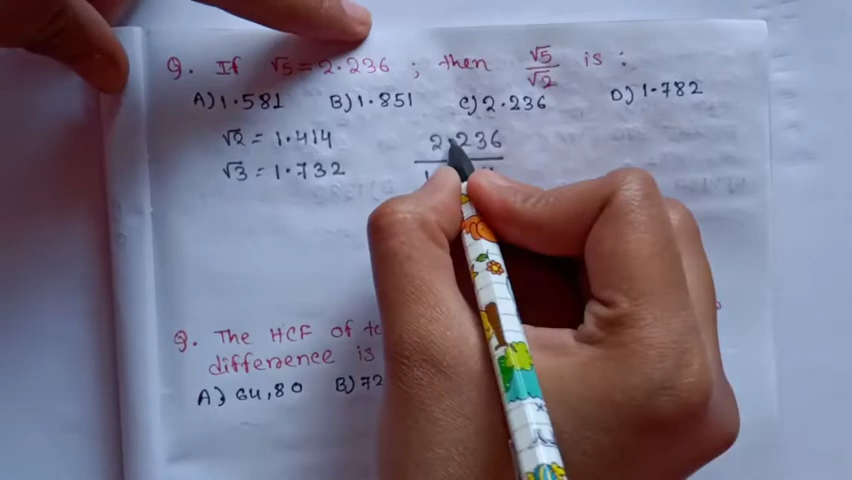 Q. If √5 = 2.236 ; then √5/√2 is :
A) 1.581 B) 1.851 C) 2.236 D) 1.782
√2 = 1.414 2.236
√3 = 1.732
Q. The HCF of
difference is
A) 64,80 B) 72